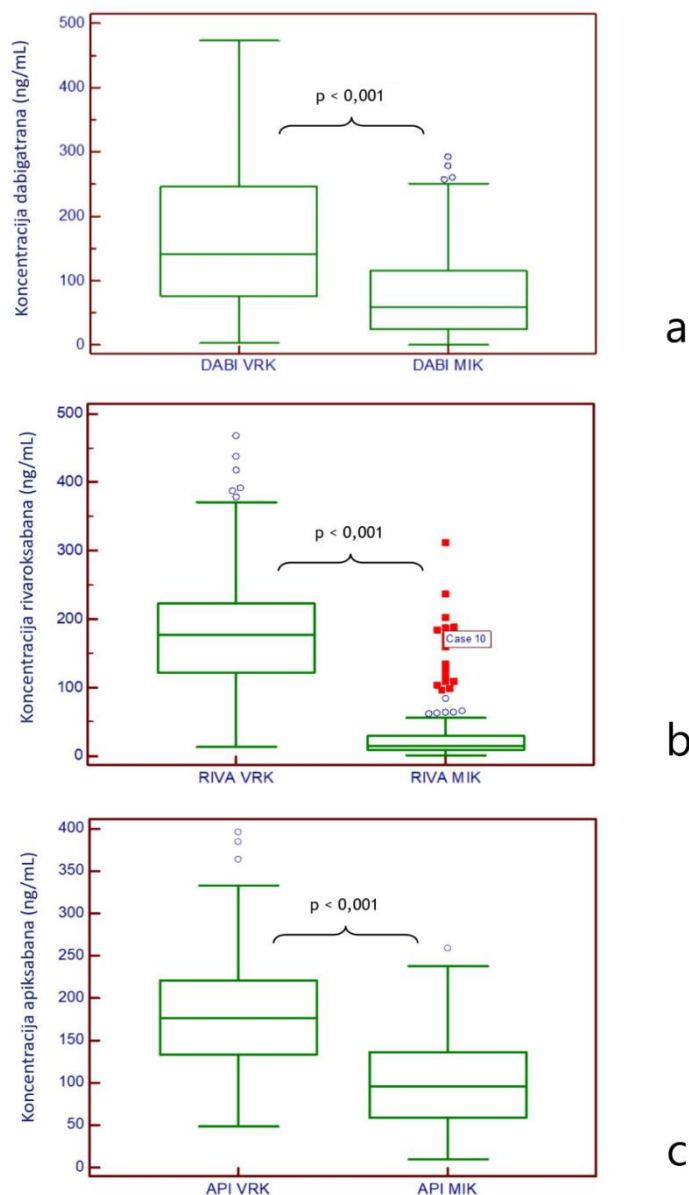 Koncentracija dabigatrana (ng/mL)
500
400
300
200
100
0
p < 0,001
DABI VRK
DABI MIK
a
Koncentracija rivaroksabana (ng/mL)
500
400
300
200
100
0
p < 0,001
Case 10
RIVA VRK
RIVA MIK
b
Koncentracija apiksabana (ng/mL)
400
350
300
250
200
150
100
50
0
p < 0,001
API VRK
API MIK
c